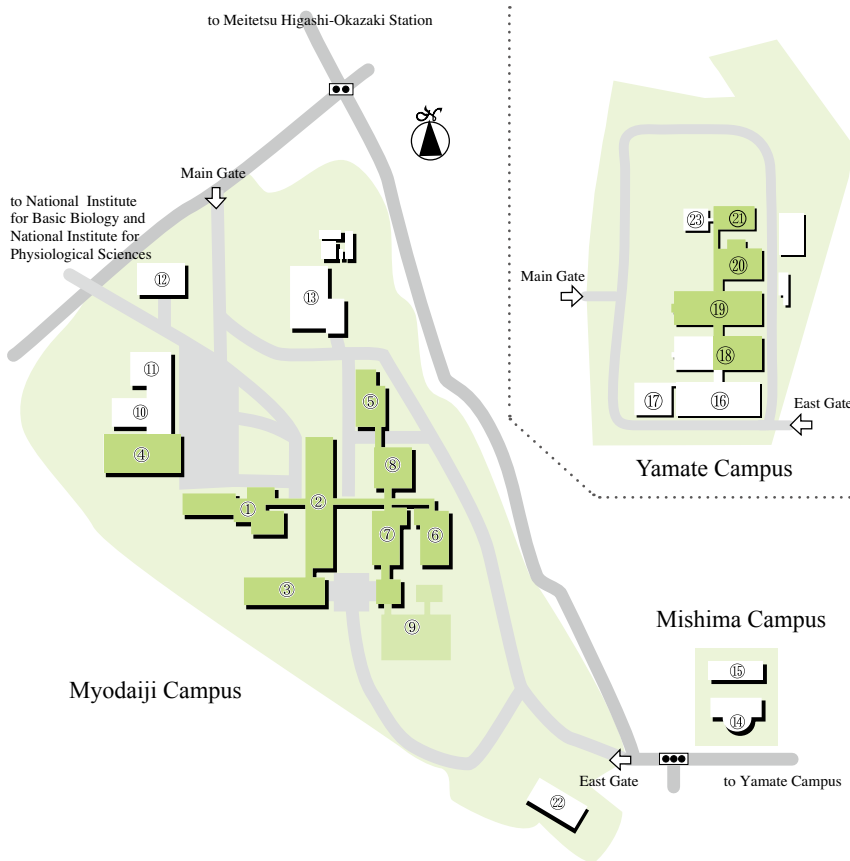 to Meitetsu Higashi-Okazaki Station
N
Main Gate
to National Institute
for Basic Biology and
National Institute for
Physiological Sciences
⑫
⑬
⑪
⑩
④
⑤
⑧
①
②
⑦
⑥
③
⑨
Myodaiji Campus
㉒
East Gate
to Yamate Campus
Mishima Campus
⑮
⑭
㉓
㉑
⑳
Main Gate
⑲
⑱
⑰
⑯
East Gate
Yamate Campus